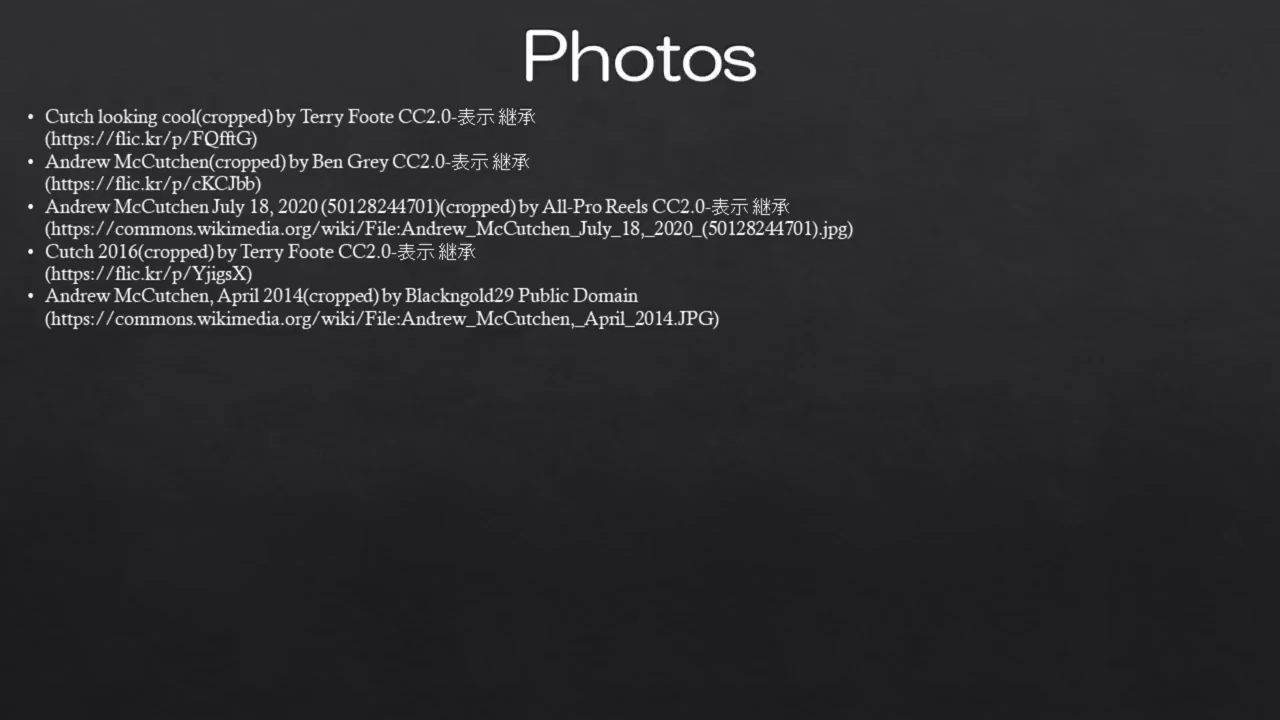 Photos
• Cutch looking cool(cropped) by Terry Foote CC2.0-表示 継承
(https://flic.kr/p/FQfftG)
• Andrew McCutchen(cropped) by Ben Grey CC2.0-表示 継承
(https://flic.kr/p/cKCJbb)
• Andrew McCutchen July 18, 2020 (50128244701)(cropped) by All-Pro Reels CC2.0-表示 継承
(https://commons.wikimedia.org/wiki/File:Andrew_McCutchen_July_18,_2020_(50128244701).jpg)
• Cutch 2016(cropped) by Terry Foote CC2.0-表示 継承
(https://flic.kr/p/YjigsX)
• Andrew McCutchen, April 2014(cropped) by Blackngold29 Public Domain
(https://commons.wikimedia.org/wiki/File:Andrew_McCutchen,_April_2014.JPG)